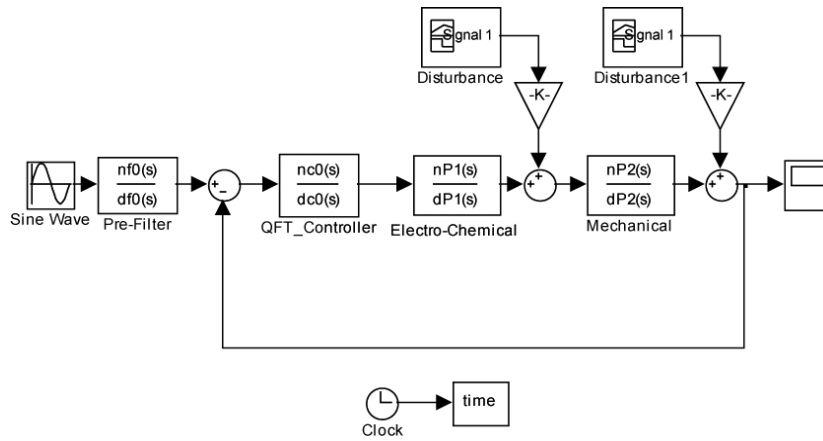 Signal 1
Signal 1
Disturbance
Disturbance1
-K-
-K-
nf0(s)
df0(s)
nc0(s)
dc0(s)
nP1(s)
dP1(s)
nP2(s)
dP2(s)
Sine Wave
Pre-Filter
QFT_Controller
Electro-Chemical
Mechanical
time
Clock